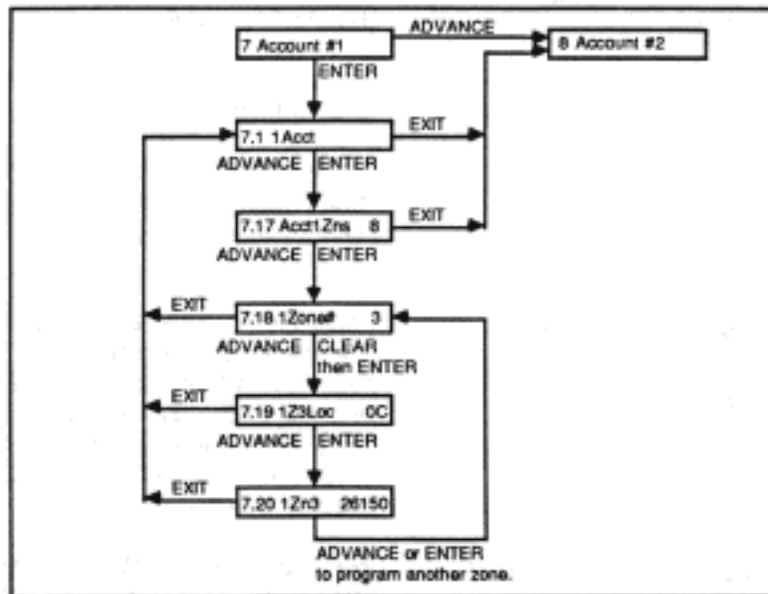 7 Account #1
ADVANCE
8 Account #2
ENTER
7.1 1Acct
EXIT
ADVANCE ENTER
7.17 Acct1Zns 8
EXIT
ADVANCE ENTER
EXIT
7.18 1Zone# 3
ADVANCE CLEAR
then ENTER
EXIT
7.19 1Z3Loc 0C
ADVANCE ENTER
EXIT
7.20 1Zn3 26150
ADVANCE or ENTER
to program another zone.